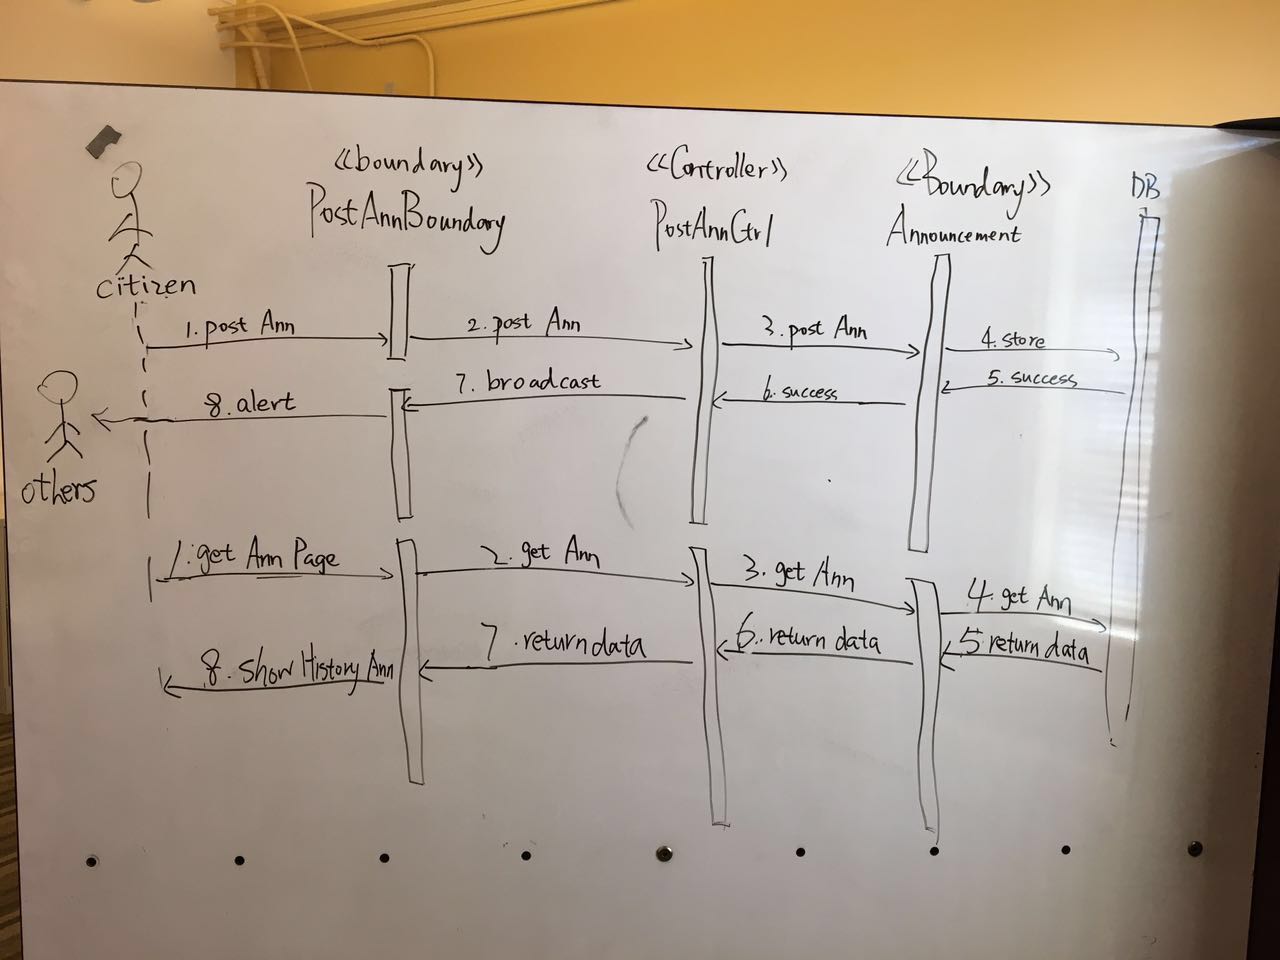 <<boundary>>
PostAnnBoundary
<<Controller>>
PostAnnCtrl
<<Boundary>>
Announcement
DB
citizen
1. post Ann
2. post Ann
3. post Ann
4. store
5. success
6. success
7. broadcast
8. alert
others
1. get Ann Page
2. get Ann
3. get Ann
4. get Ann
5 return data
6. return data
7. return data
8. show History Ann